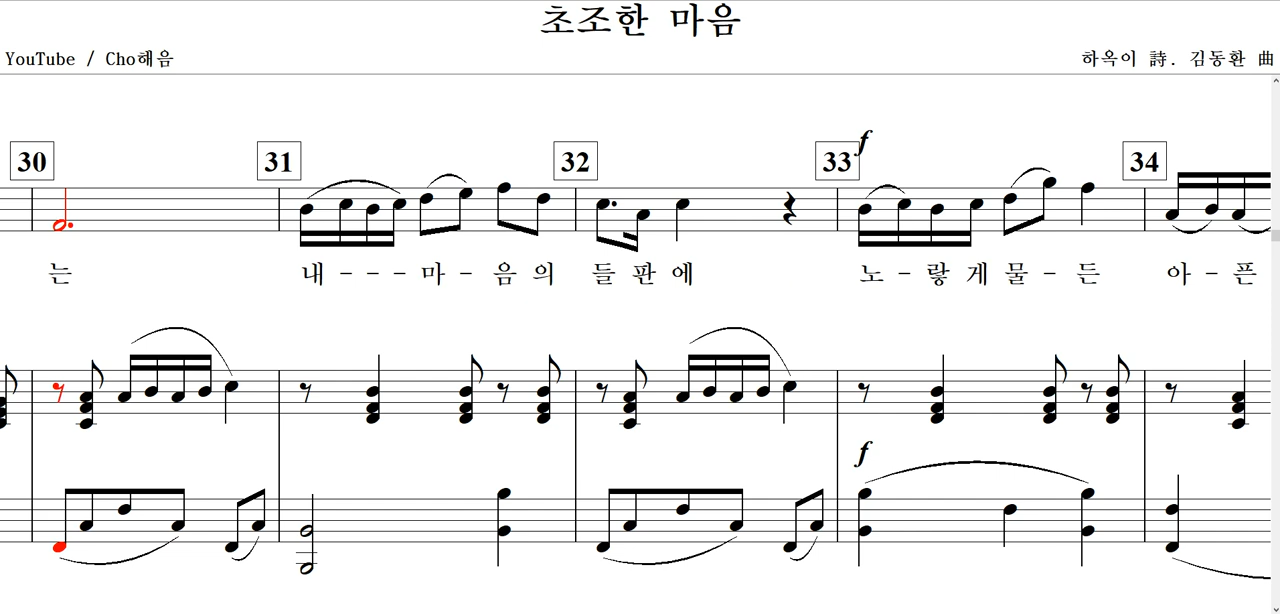 초조한 마음
YouTube / Cho해음
하옥이 詩. 김동환 曲
30 31 32 33 34
f
는 내 - - - 마 - 음 의 들 판 에 노 - 랗 게 물 - 든 아 - 픈
f